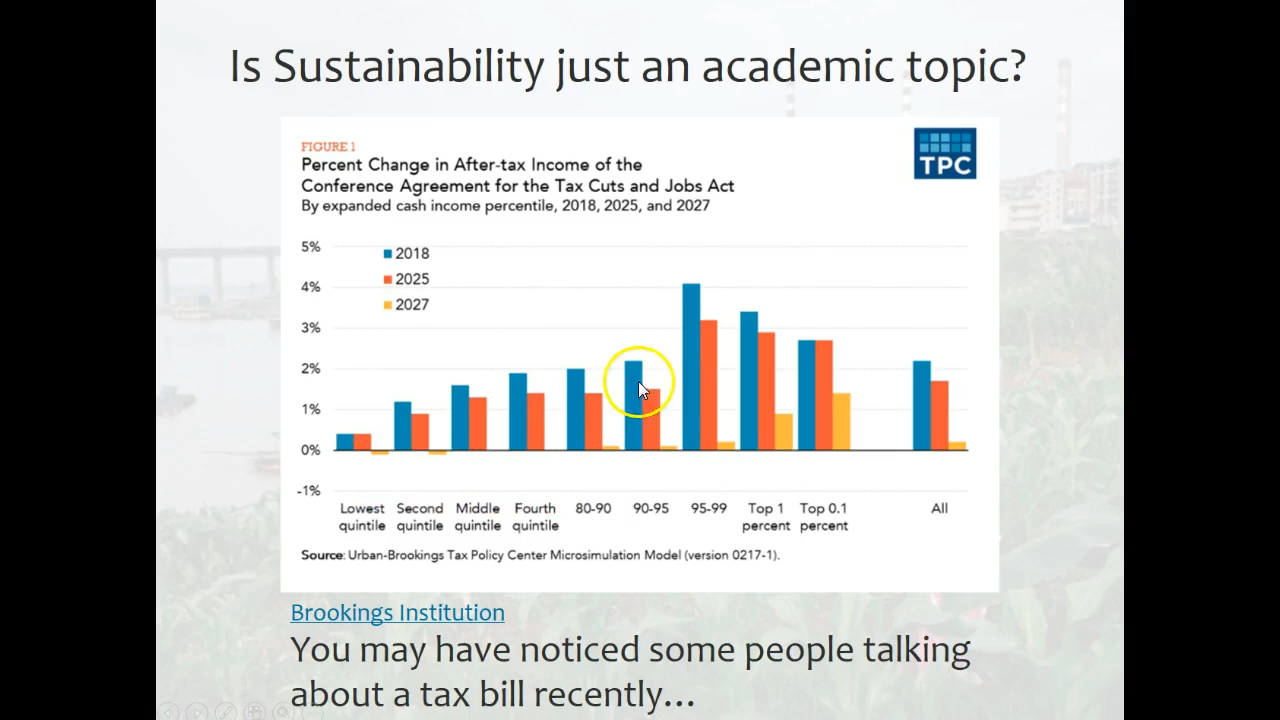 Is Sustainability just an academic topic?
FIGURE 1
TPC
Percent Change in After-tax Income of the
Conference Agreement for the Tax Cuts and Jobs Act
By expanded cash income percentile, 2018, 2025, and 2027
5%
2018
2025
4%
2027
3%
2%
1%
0%
-1%
Lowest quintile
Second quintile
Middle quintile
Fourth quintile
80-90
90-95
95-99
Top 1 percent
Top 0.1 percent
All
Source: Urban-Brookings Tax Policy Center Microsimulation Model (version 0217-1).
Brookings Institution
You may have noticed some people talking
about a tax bill recently...